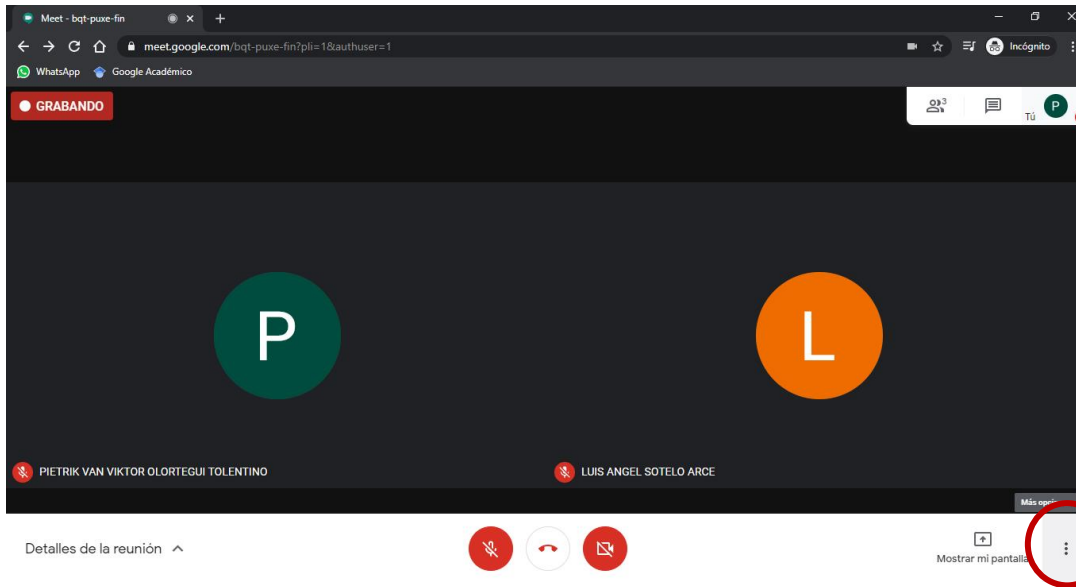 Meet - bqt-puxe-fin
meet.google.com/bqt-puxe-fin?pli=1&authuser=1
Incógnito
WhatsApp Google Académico
GRABANDO
3
Tú P
P
L
PIETRIK VAN VIKTOR OLORTEGUI TOLENTINO
LUIS ANGEL SOTELO ARCE
Más
Detalles de la reunión
Mostrar mi pantalla